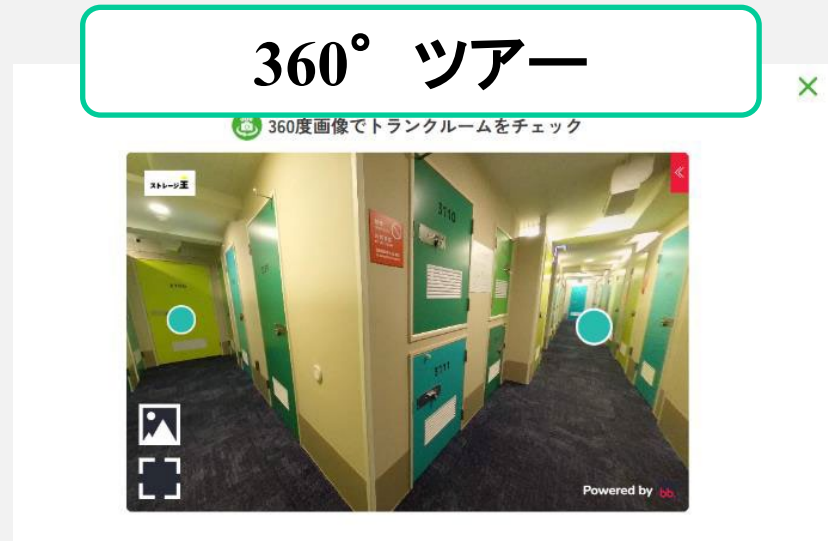 360° ツアー
360度画像でトランクルームをチェック
ストレージ王
3110
3111
Powered by bb.